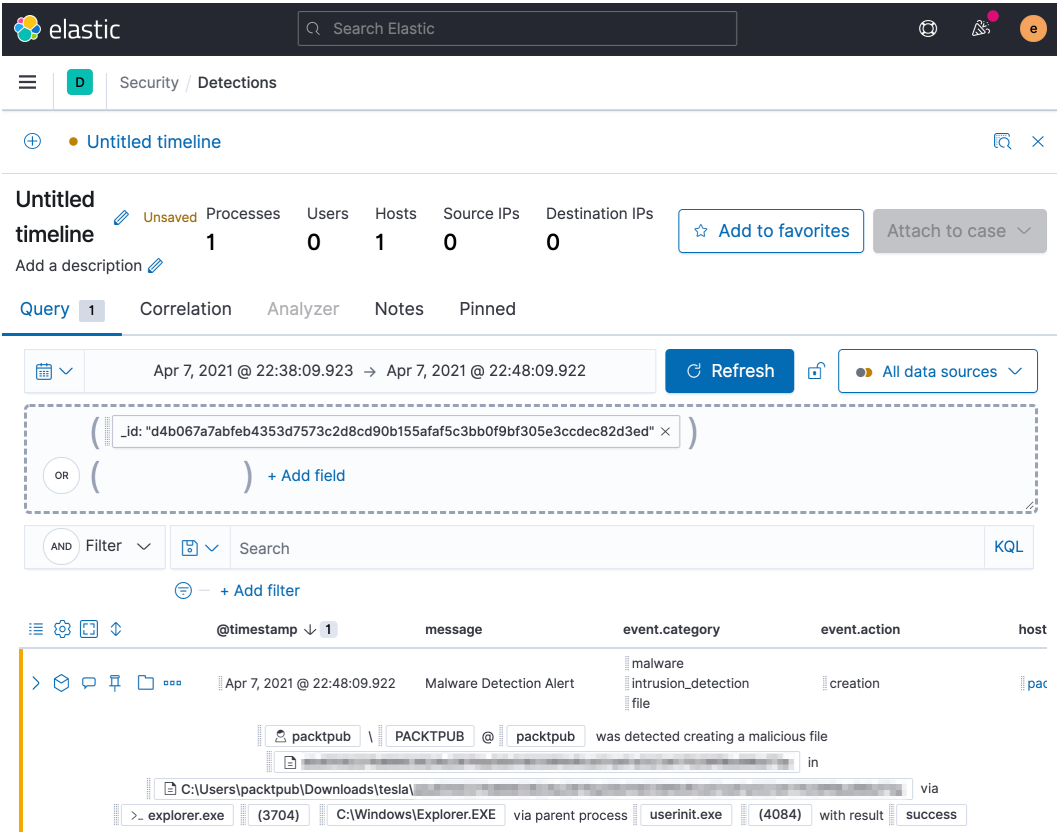 elastic
Search Elastic
e
D Security / Detections
Untitled timeline
Untitled timeline
Unsaved
Add a description
Processes Users Hosts Source IPs Destination IPs
1 0 1 0 0
Add to favorites
Attach to case
Query 1 Correlation Analyzer Notes Pinned
Apr 7, 2021 @ 22:38:09.923 → Apr 7, 2021 @ 22:48:09.922
Refresh
All data sources
( _id: "d4b067a7abfeb4353d7573c2d8cd90b155afaf5c3bb0f9bf305e3ccdec82d3ed" × )
OR ( ) + Add field
AND Filter Search KQL
+ Add filter
@timestamp ↓ 1 message event.category event.action host
malware
Apr 7, 2021 @ 22:48:09.922 Malware Detection Alert intrusion_detection creation pac
file
packtpub \ PACKTPUB @ packtpub was detected creating a malicious file
in
C:\Users\packtpub\Downloads\tesla\ via
>_ explorer.exe (3704) C:\Windows\Explorer.EXE via parent process userinit.exe (4084) with result success